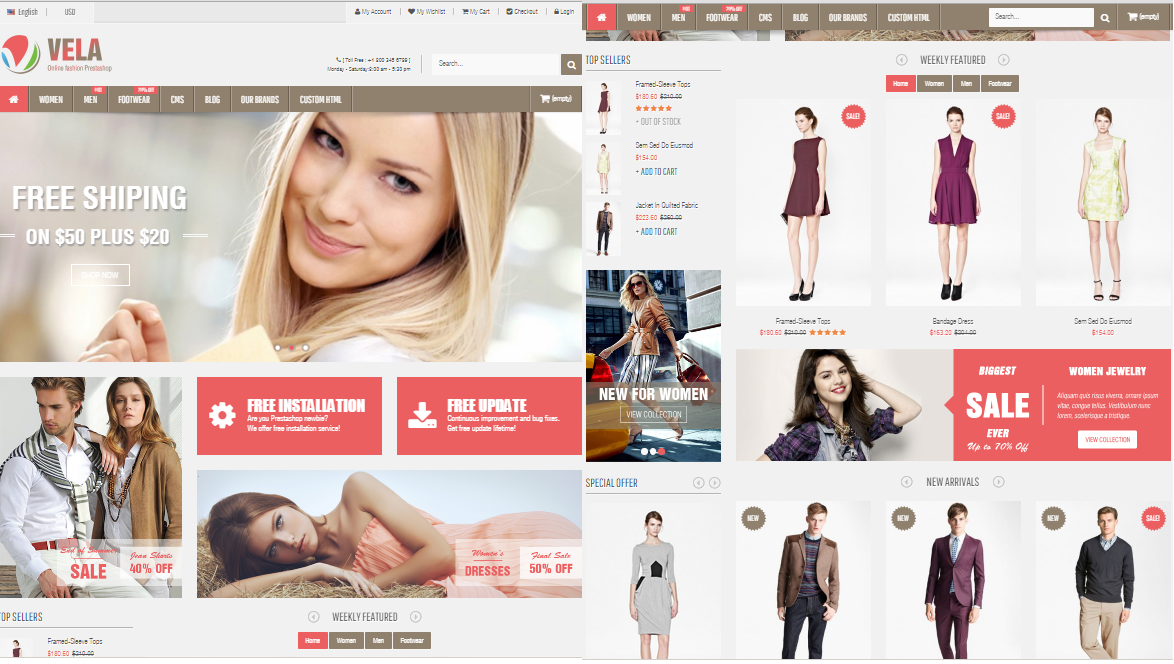 English
USD
My Account
My Wishlist
My Cart
Checkout
Login
VELA
Online fashion Prestashop
[ Toll Free : +1 800 345 6789 ]
Monday - Saturday:9:00 am - 5:30 pm
Search...
WOMEN
MEN
HOT
FOOTWEAR
CMS
BLOG
OUR BRANDS
CUSTOM HTML
(empty)
FREE SHIPING
ON $50 PLUS $20
SHOP NOW
End of Summer
SALE
Jean Shorts
40% OFF
FREE INSTALLATION
Are you Prestashop newbie?
We offer free installation service!
FREE UPDATE
Continuous improvement and bug fixes.
Get free update lifetime!
Women's
DRESSES
Final Sale
50% OFF
TOP SELLERS
Framed-Sleeve Tops
$180.60 $210.00
WEEKLY FEATURED
Home
Women
Men
Footwear
WOMEN
MEN
HOT
FOOTWEAR
CMS
BLOG
OUR BRANDS
CUSTOM HTML
Search...
(empty)
TOP SELLERS
Framed-Sleeve Tops
$180.60 $210.00
+ OUT OF STOCK
Sem Sed Do Eiusmod
$154.00
+ ADD TO CART
Jacket In Quilted Fabric
$223.60 $260.00
+ ADD TO CART
NEW FOR WOMEN
VIEW COLLECTION
SPECIAL OFFER
WEEKLY FEATURED
Home
Women
Men
Footwear
SALE!
Framed-Sleeve Tops
$180.60 $210.00
SALE!
Bandage Dress
$163.20 $204.00
Sem Sed Do Eiusmod
$154.00
BIGGEST
SALE
EVER
Up to 70% Off
WOMEN JEWELRY
Aliquam quis risus viverra, ornare ipsum
vitae, congue tellus. Vestibulum nunc
lorem, scelerisque a tristique.
VIEW COLLECTION
NEW ARRIVALS
NEW
NEW
NEW
SALE!